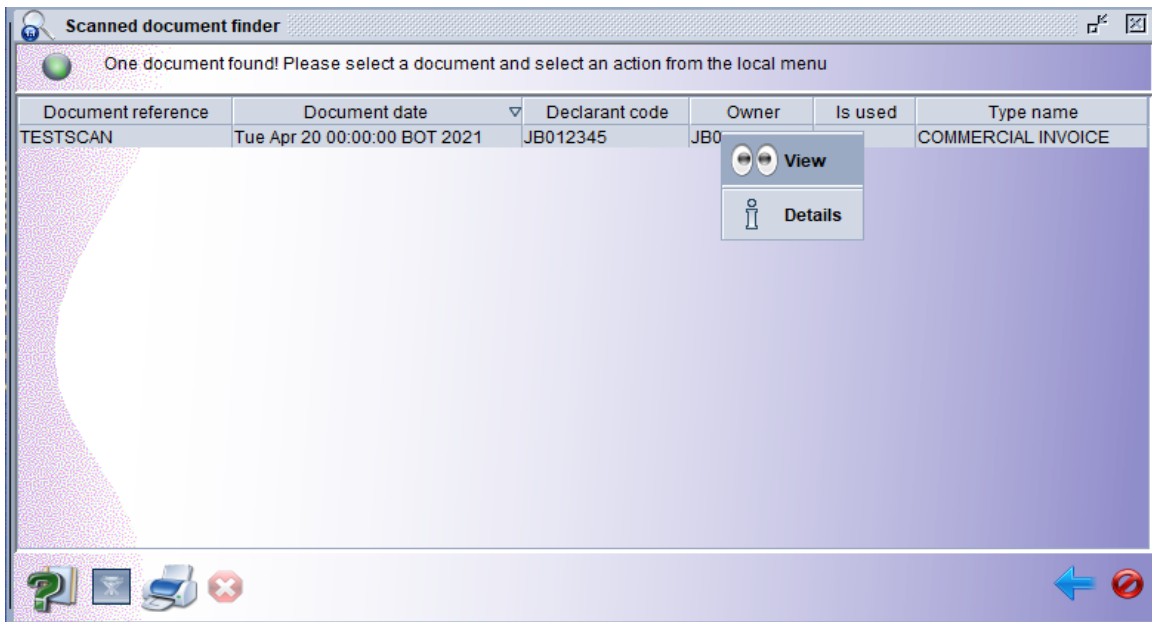 Scanned document finder
One document found! Please select a document and select an action from the local menu
Document reference Document date Declarant code Owner Is used Type name
TESTSCAN Tue Apr 20 00:00:00 BOT 2021 JB012345 JB0 COMMERCIAL INVOICE
View
Details